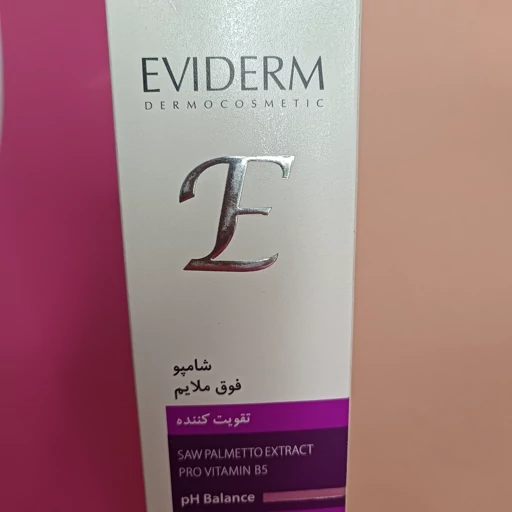 EVIDERM
DERMOCOSMETIC
E
شامپو
فوق ملایم
تقویت کننده
SAW PALMETTO EXTRACT
PRO VITAMIN B5
pH Balance